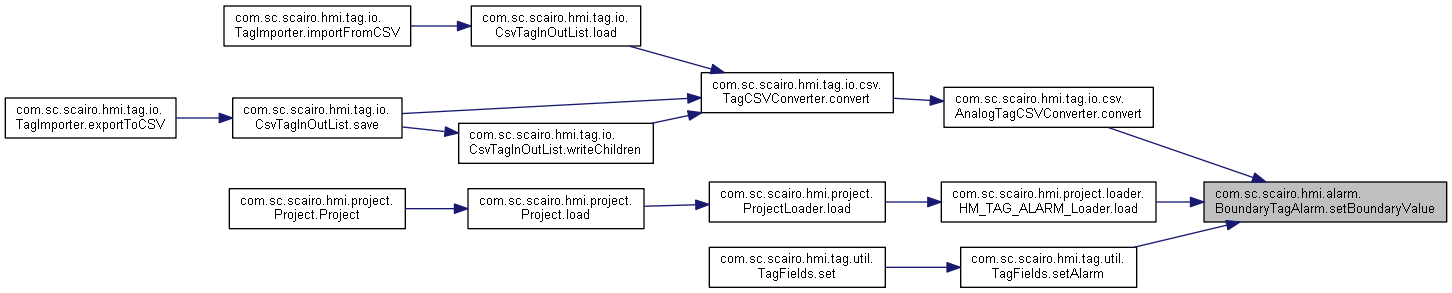 com.sc.scairo.hmi.tag.io.
TagImporter.importFromCSV
com.sc.scairo.hmi.tag.io.
CsvTagInOutList.load
com.sc.scairo.hmi.tag.io.csv.
TagCSVConverter.convert
com.sc.scairo.hmi.tag.io.csv.
AnalogTagCSVConverter.convert
com.sc.scairo.hmi.tag.io.
TagImporter.exportToCSV
com.sc.scairo.hmi.tag.io.
CsvTagInOutList.save
com.sc.scairo.hmi.tag.io.
CsvTagInOutList.writeChildren
com.sc.scairo.hmi.project.
Project.Project
com.sc.scairo.hmi.project.
Project.load
com.sc.scairo.hmi.project.
ProjectLoader.load
com.sc.scairo.hmi.project.loader.
HM_TAG_ALARM_Loader.load
com.sc.scairo.hmi.alarm.
BoundaryTagAlarm.setBoundaryValue
com.sc.scairo.hmi.tag.util.
TagFields.set
com.sc.scairo.hmi.tag.util.
TagFields.setAlarm